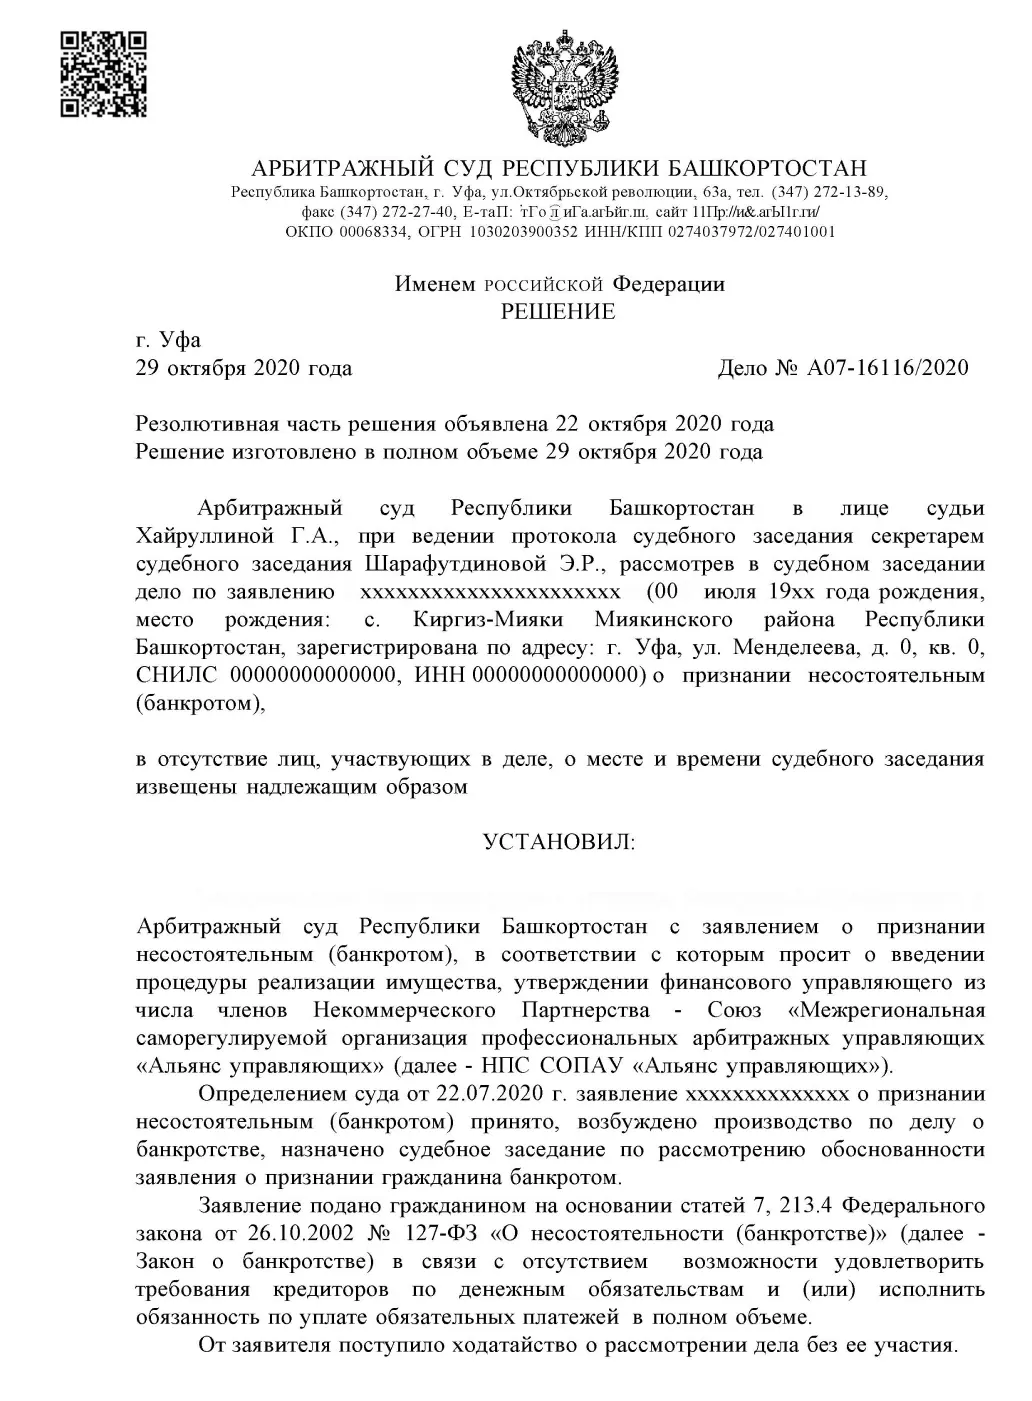 АРБИТРАЖНЫЙ СУД РЕСПУБЛИКИ БАШКОРТОСТАН
Республика Башкортостан, г. Уфа, ул.Октябрьской революции, 63а, тел. (347) 272-13-89,
факс (347) 272-27-40, Е-таП: 'тГо л иГа.агЬйг.ш, сайт 11Пр://и&.агЫ1г.ги/
ОКПО 00068334, ОГРН 1030203900352 ИНН/КПП 0274037972/027401001
Именем РОССИЙСКОЙ Федерации
РЕШЕНИЕ
г. Уфа
29 октября 2020 года Дело № А07-16116/2020
Резолютивная часть решения объявлена 22 октября 2020 года
Решение изготовлено в полном объеме 29 октября 2020 года
Арбитражный суд Республики Башкортостан в лице судьи
Хайруллиной Г.А., при ведении протокола судебного заседания секретарем
судебного заседания Шарафутдиновой Э.Р., рассмотрев в судебном заседании
дело по заявлению хххххххххххххххххххххх (00 июля 19хх года рождения,
место рождения: с. Киргиз-Мияки Миякинского района Республики
Башкортостан, зарегистрирована по адресу: г. Уфа, ул. Менделеева, д. 0, кв. 0,
СНИЛС 00000000000000, ИНН 00000000000000) о признании несостоятельным
(банкротом),
в отсутствие лиц, участвующих в деле, о месте и времени судебного заседания
извещены надлежащим образом
УСТАНОВИЛ:
Арбитражный суд Республики Башкортостан с заявлением о признании
несостоятельным (банкротом), в соответствии с которым просит о введении
процедуры реализации имущества, утверждении финансового управляющего из
числа членов Некоммерческого Партнерства - Союз «Межрегиональная
саморегулируемой организация профессиональных арбитражных управляющих
«Альянс управляющих» (далее - НПС СОПАУ «Альянс управляющих»).
Определением суда от 22.07.2020 г. заявление хххххххххххххх о признании
несостоятельным (банкротом) принято, возбуждено производство по делу о
банкротстве, назначено судебное заседание по рассмотрению обоснованности
заявления о признании гражданина банкротом.
Заявление подано гражданином на основании статей 7, 213.4 Федерального
закона от 26.10.2002 № 127-ФЗ «О несостоятельности (банкротстве)» (далее -
Закон о банкротстве) в связи с отсутствием возможности удовлетворить
требования кредиторов по денежным обязательствам и (или) исполнить
обязанность по уплате обязательных платежей в полном объеме.
От заявителя поступило ходатайство о рассмотрении дела без ее участия.